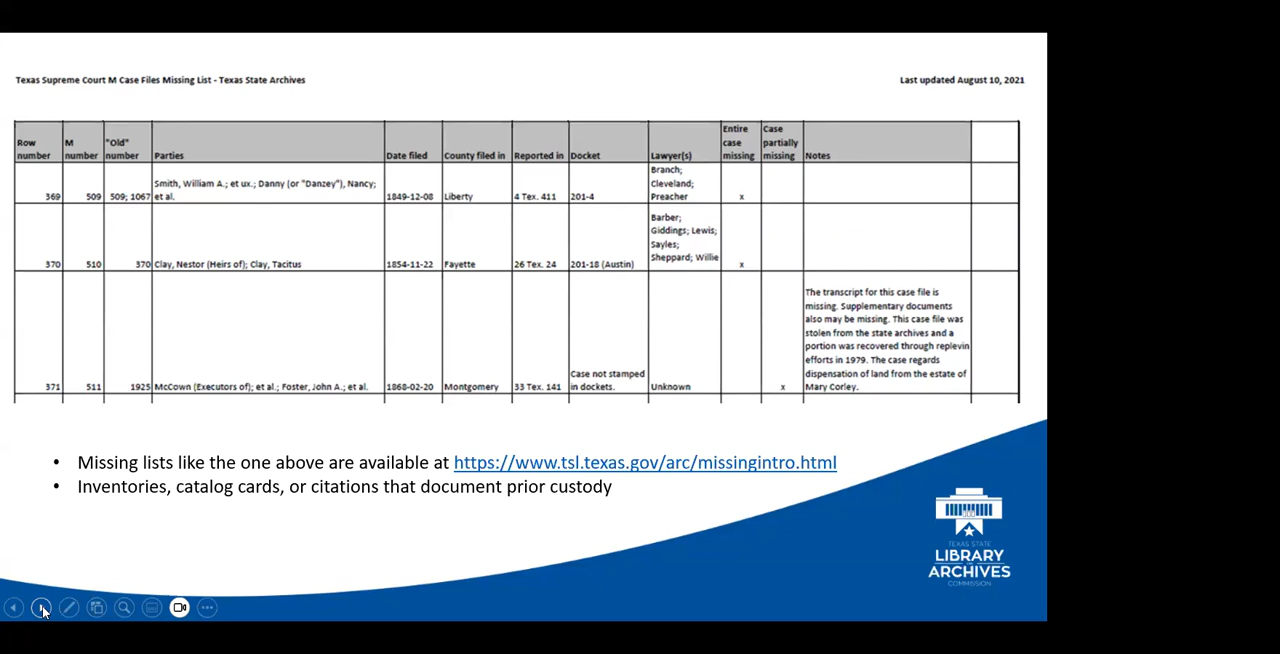 Texas Supreme Court M Case Files Missing List - Texas State Archives
Last updated August 10, 2021
Row number
M number
"Old" number
Parties
Date filed
County filed in
Reported in
Docket
Lawyer(s)
Entire case missing
Case partially missing
Notes
369
509
509; 1067
Smith, William A.; et ux.; Danny (or "Danzey"), Nancy; et al.
1849-12-08
Liberty
4 Tex. 411
201-4
Branch; Cleveland; Preacher
x
370
510
370
Clay, Nestor (Heirs of); Clay, Tacitus
1854-11-22
Fayette
26 Tex. 24
201-18 (Austin)
Barber; Giddings; Lewis; Sayles; Sheppard; Willie
x
371
511
1925
McCown (Executors of); et al.; Foster, John A.; et al.
1868-02-20
Montgomery
33 Tex. 141
Case not stamped in dockets.
Unknown
x
The transcript for this case file is
missing. Supplementary documents
also may be missing. This case file was
stolen from the state archives and a
portion was recovered through replevin
efforts in 1979. The case regards
dispensation of land from the estate of
Mary Corley.
• Missing lists like the one above are available at https://www.tsl.texas.gov/arc/missingintro.html
• Inventories, catalog cards, or citations that document prior custody
TEXAS STATE
LIBRARY
ARCHIVES
COMMISSION